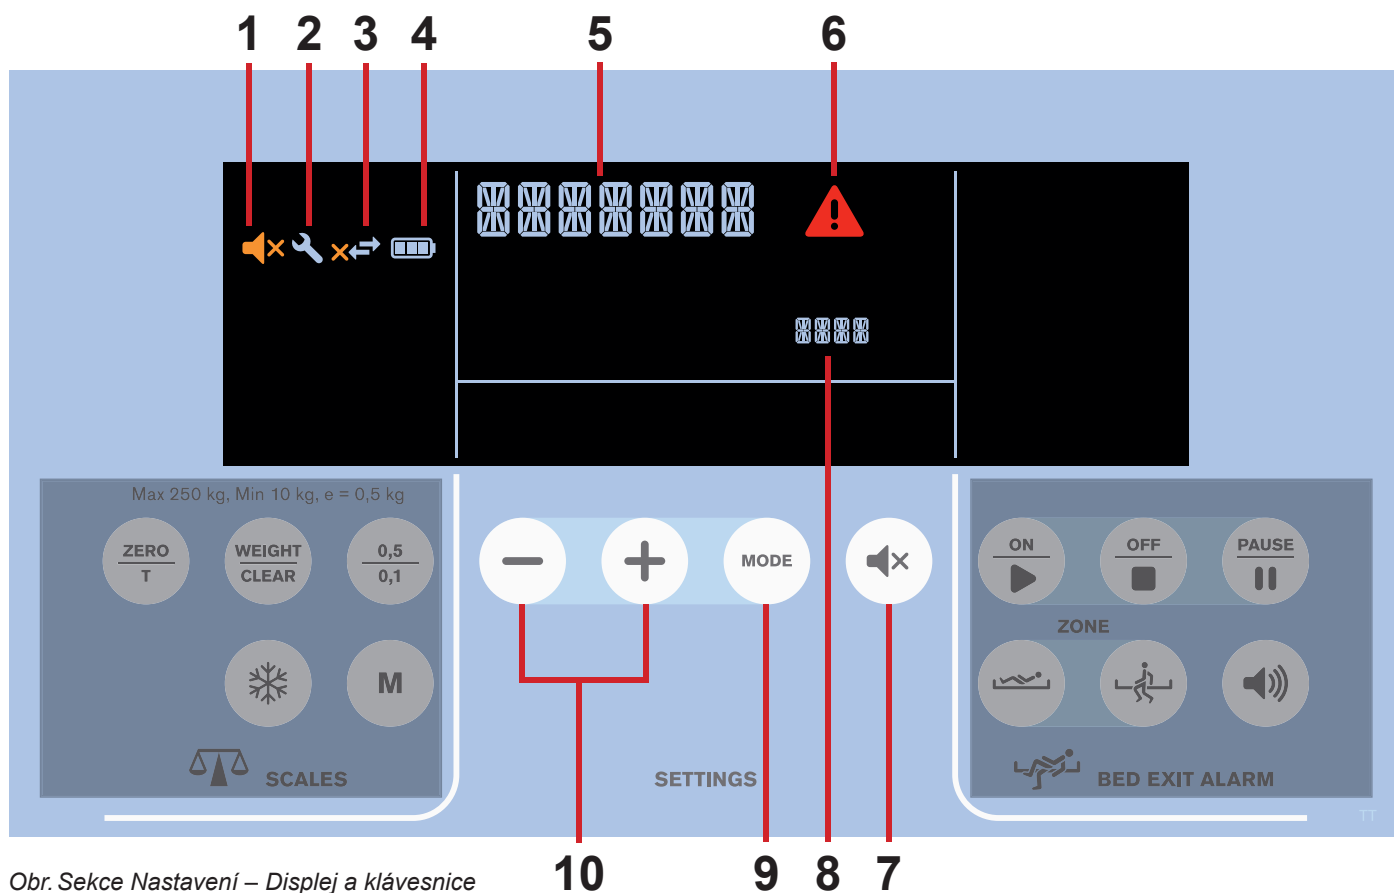 1 2 3 4 5 6
Max 250 kg, Min 10 kg, e = 0,5 kg
ZERO
T
WEIGHT
CLEAR
0,5
0,1
MODE
ON
OFF
PAUSE
ZONE
M
SCALES
SETTINGS
BED EXIT ALARM
TT
10 9 8 7
Obr. Sekce Nastavení – Displej a klávesnice